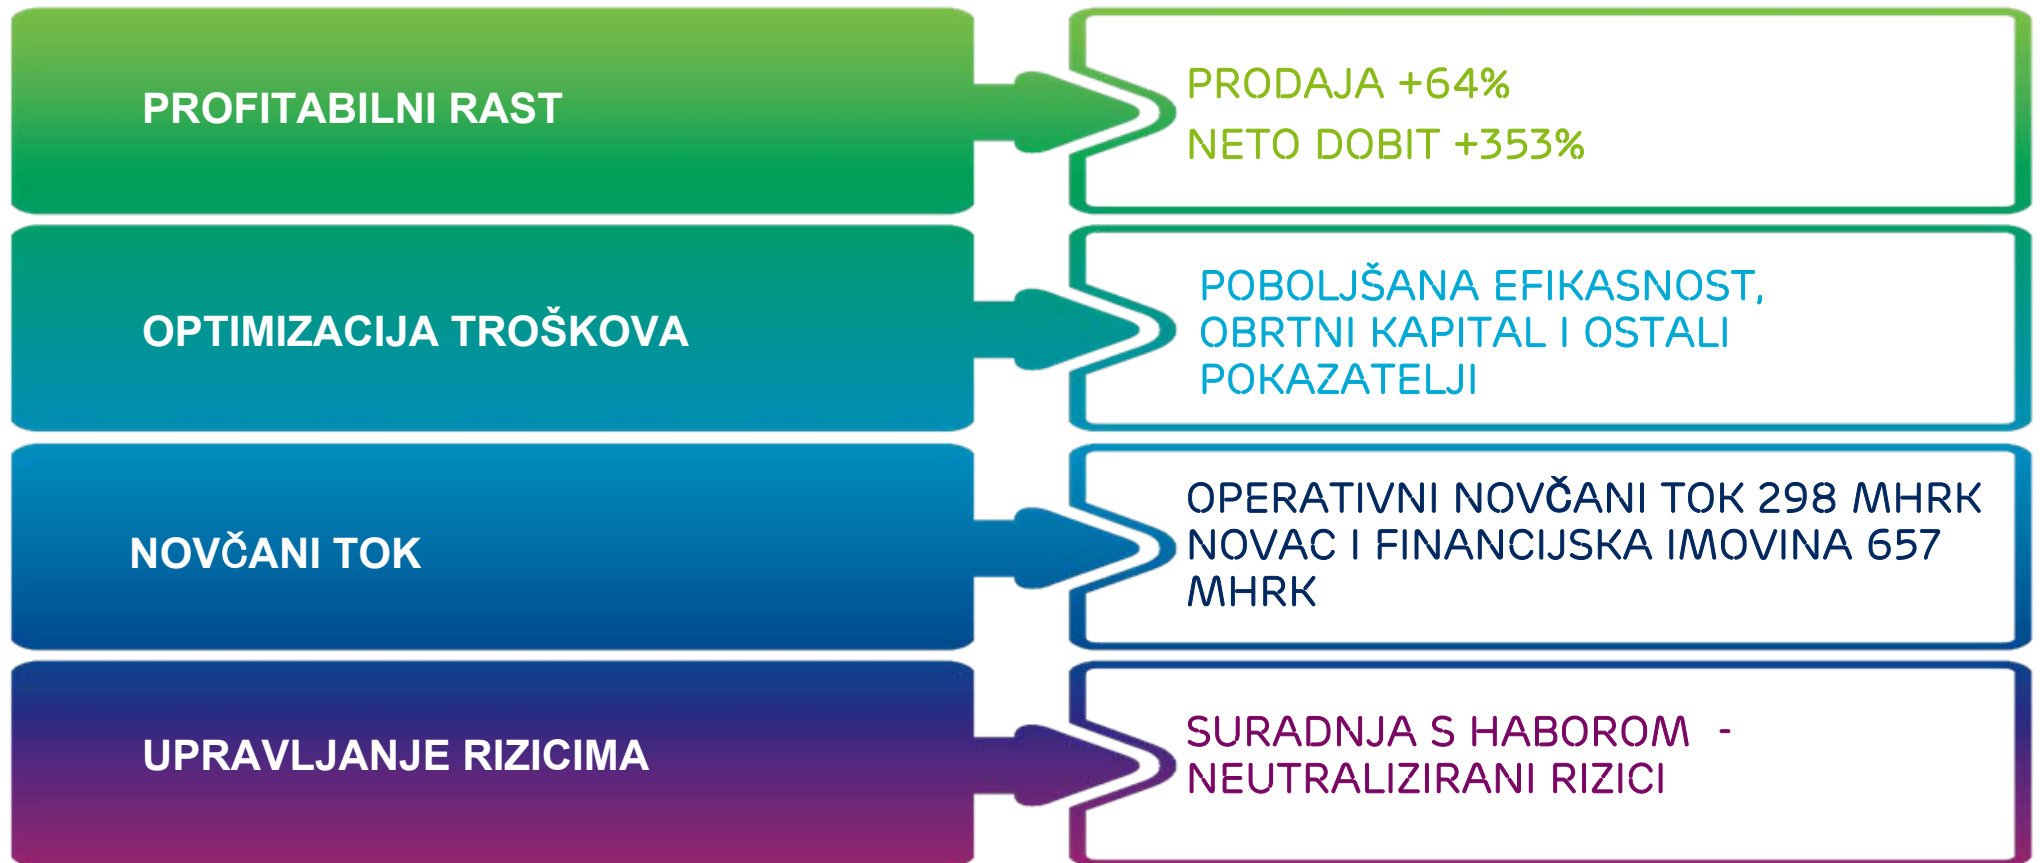 PROFITABILNI RAST
PRODAJA +64%
NETO DOBIT +353%
OPTIMIZACIJA TROŠKOVA
POBOLJŠANA EFIKASNOST,
OBRTNI KAPITAL I OSTALI
POKAZATELJI
NOVČANI TOK
OPERATIVNI NOVČANI TOK 298 MHRK
NOVAC I FINANCIJSKA IMOVINA 657
MHRK
UPRAVLJANJE RIZICIMA
SURADNJA S HABOROM -
NEUTRALIZIRANI RIZICI